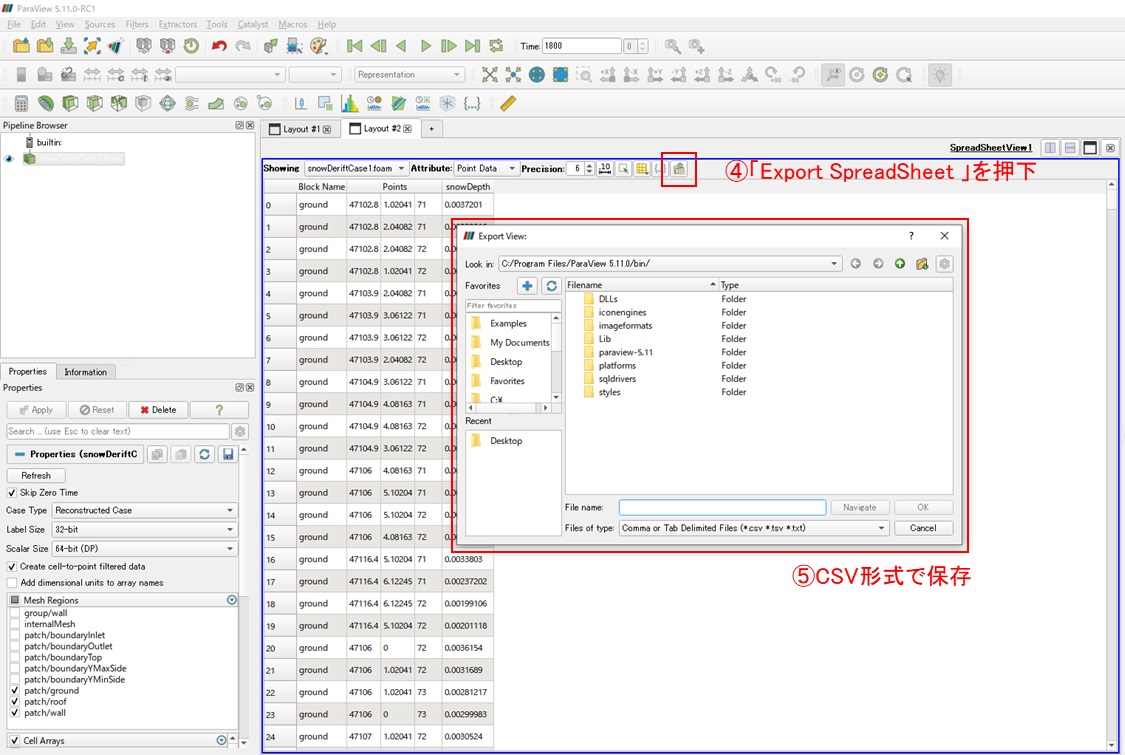 ParaView 5.11.0-RC1
File Edit View Sources Filters Extractors Tools Catalyst Macros Help
Time: 1800 0
Representation
Pipeline Browser
builtin:
Layout #1 Layout #2 +
SpreadSheetView1
Showing snowDeriftCase1.foam Attribute: Point Data Precision: 6
④「Export SpreadSheet 」を押下
Block Name Points snowDepth
0 ground 47102.8 1.02041 71 0.0037201
1 ground 47102.8 2.04082 71
2 ground 47102.8 2.04082 72
3 ground 47102.8 1.02041 72
4 ground 47103.9 2.04082 71
5 ground 47103.9 3.06122 71
6 ground 47103.9 3.06122 72
7 ground 47103.9 2.04082 72
8 ground 47104.9 3.06122 71
9 ground 47104.9 4.08163 71
10 ground 47104.9 4.08163 72
11 ground 47104.9 3.06122 72
12 ground 47106 4.08163 71
13 ground 47106 5.10204 71
14 ground 47106 5.10204 72
15 ground 47106 4.08163 72
16 ground 47116.4 5.10204 71 0.0033803
17 ground 47116.4 6.12245 71 0.00237202
18 ground 47116.4 6.12245 72 0.00199106
19 ground 47116.4 5.10204 72 0.00201118
20 ground 47106 0 72 0.0036154
21 ground 47106 1.02041 72 0.0031689
22 ground 47106 1.02041 73 0.00281217
23 ground 47106 0 73 0.00299983
24 ground 47107 1.02041 72 0.0030524
Export View: ?
Look in: C:/Program Files/ParaView 5.11.0/bin/
Favorites
Filter favorites
Examples
My Documents
Desktop
Favorites
C:¥
Recent
Desktop
Filename Type
DLLs Folder
iconengines Folder
imageformats Folder
Lib Folder
paraview-5.11 Folder
platforms Folder
sqldrivers Folder
styles Folder
File name: Navigate OK
Files of type: Comma or Tab Delimited Files (*.csv *.tsv *.txt) Cancel
⑤CSV形式で保存
Properties Information
Properties
Apply Reset Delete ?
Search ... (use Esc to clear text)
Properties (snowDeriftC
Refresh
Skip Zero Time
Case Type Reconstructed Case
Label Size 32-bit
Scalar Size 64-bit (DP)
Create cell-to-point filtered data
Add dimensional units to array names
Mesh Regions
group/wall
internalMesh
patch/boundaryInlet
patch/boundaryOutlet
patch/boundaryTop
patch/boundaryYMaxSide
patch/boundaryYMinSide
patch/ground
patch/roof
patch/wall
Cell Arrays